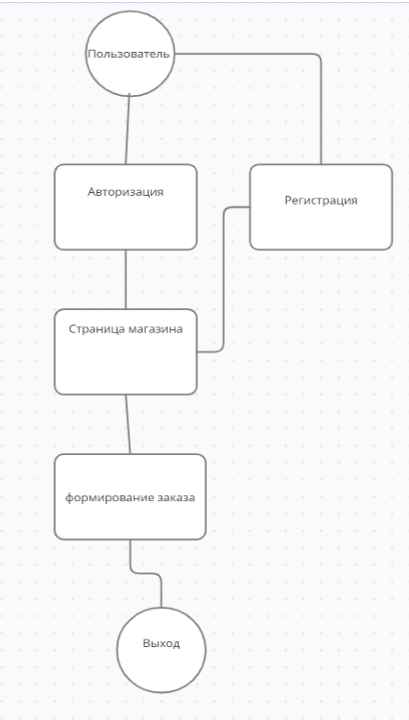 Пользователь
Авторизация
Регистрация
Страница магазина
формирование заказа
Выход